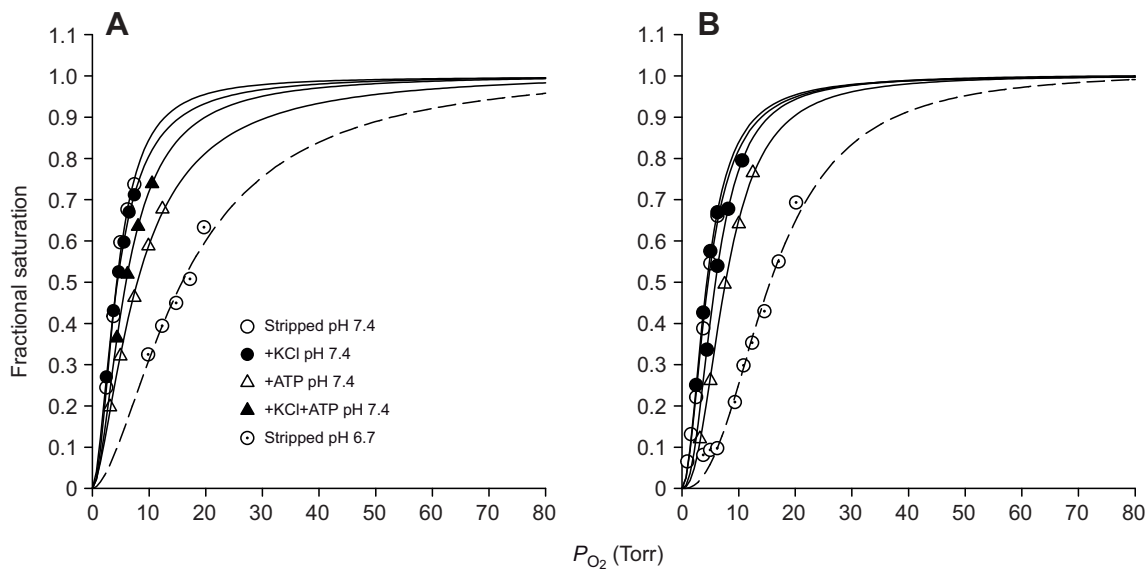 A
B
1.1
1.0
0.9
0.8
0.7
0.6
0.5
0.4
0.3
0.2
0.1
0
Fractional saturation
Stripped pH 7.4
+KCl pH 7.4
+ATP pH 7.4
+KCl+ATP pH 7.4
Stripped pH 6.7
0 10 20 30 40 50 60 70 80
1.1
1.0
0.9
0.8
0.7
0.6
0.5
0.4
0.3
0.2
0.1
0
0 10 20 30 40 50 60 70 80
PO2 (Torr)